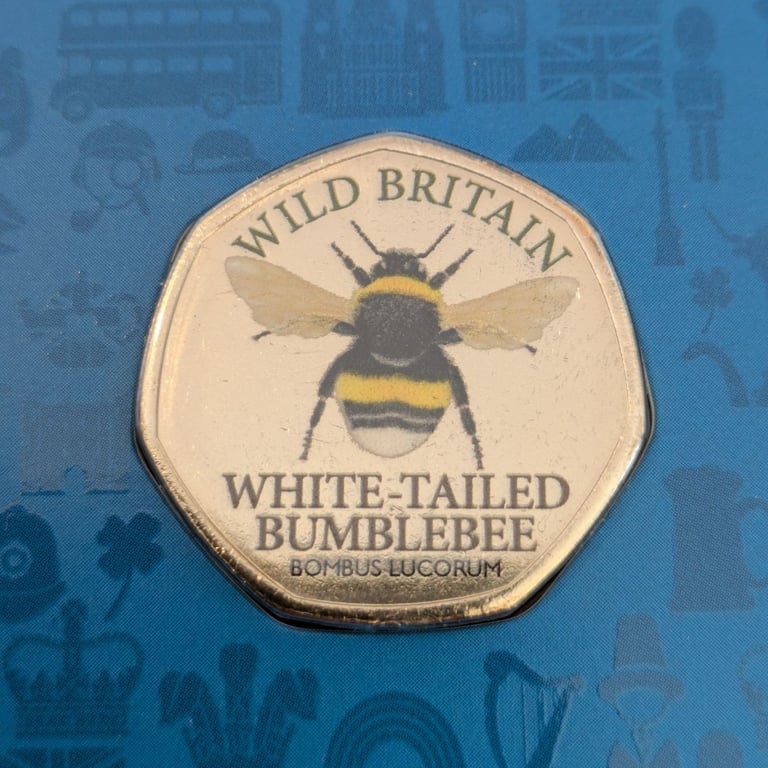 WILD BRITAIN
WHITE-TAILED
BUMBLEBEE
BOMBUS LUCORUM